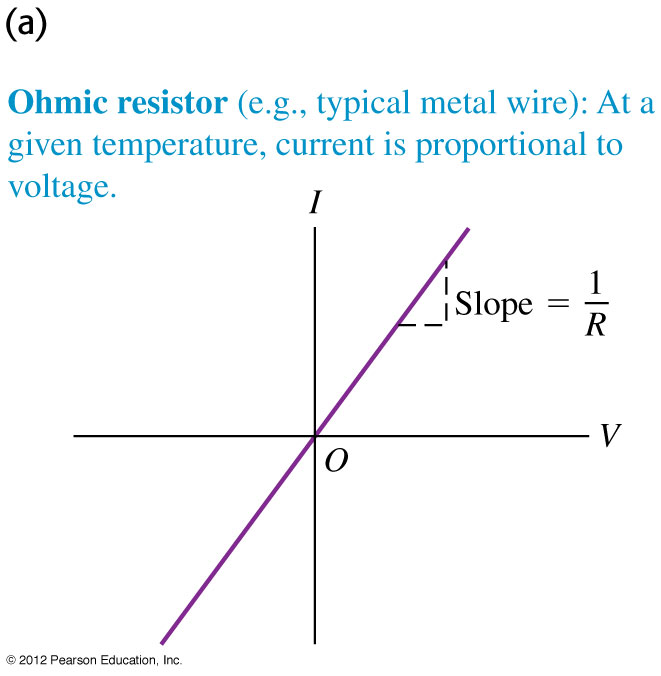 (a)
Ohmic resistor (e.g., typical metal wire): At a
given temperature, current is proportional to
voltage.
I
Slope = 1/R
V
O
© 2012 Pearson Education, Inc.